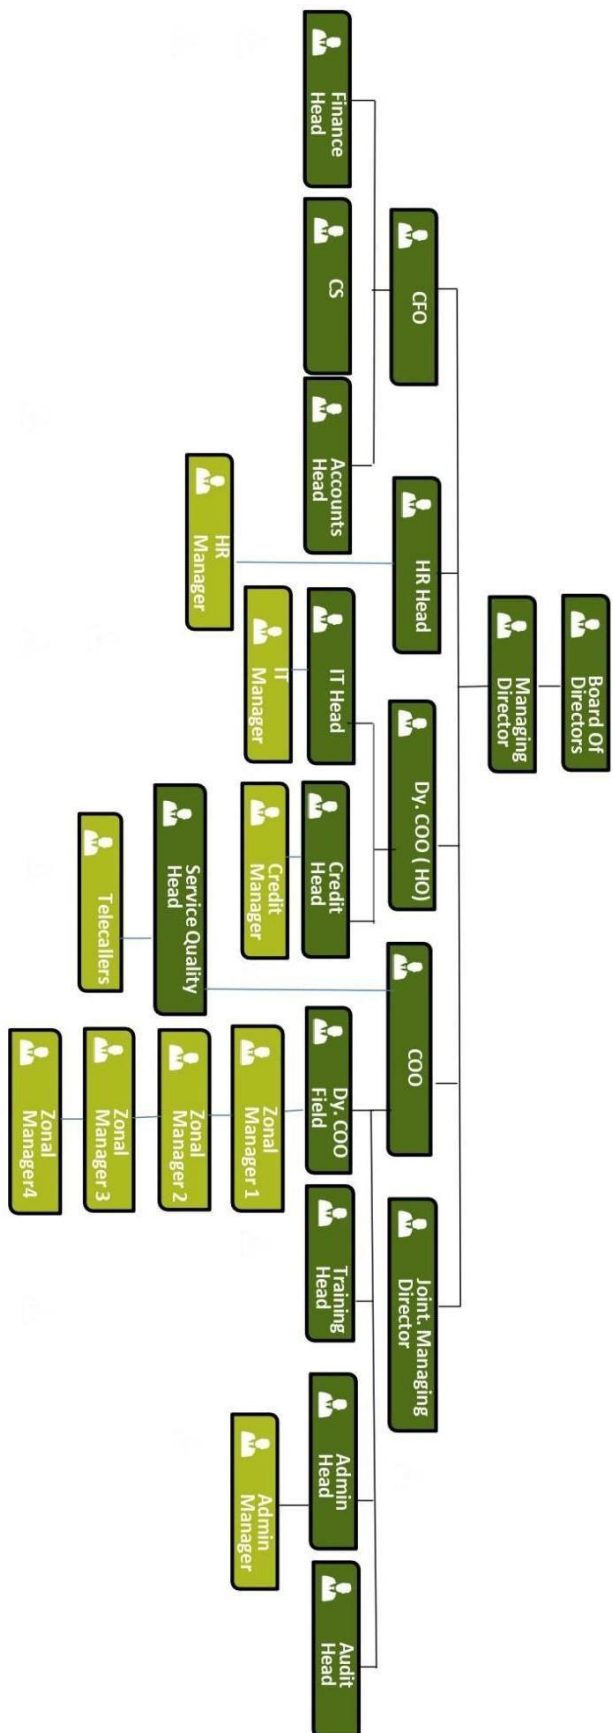 Board Of
Directors
Managing
Director
CFO
HR Head
Dy. COO ( HO)
COO
Joint. Managing
Director
Finance
Head
CS
Accounts
Head
IT Head
Credit
Head
Dy. COO
Field
Training
Head
Admin
Head
Audit
Head
HR
Manager
IT
Manager
Credit
Manager
Service Quality
Head
Telecallers
Zonal
Manager 1
Zonal
Manager 2
Zonal
Manager 3
Zonal
Manager4
Admin
Manager